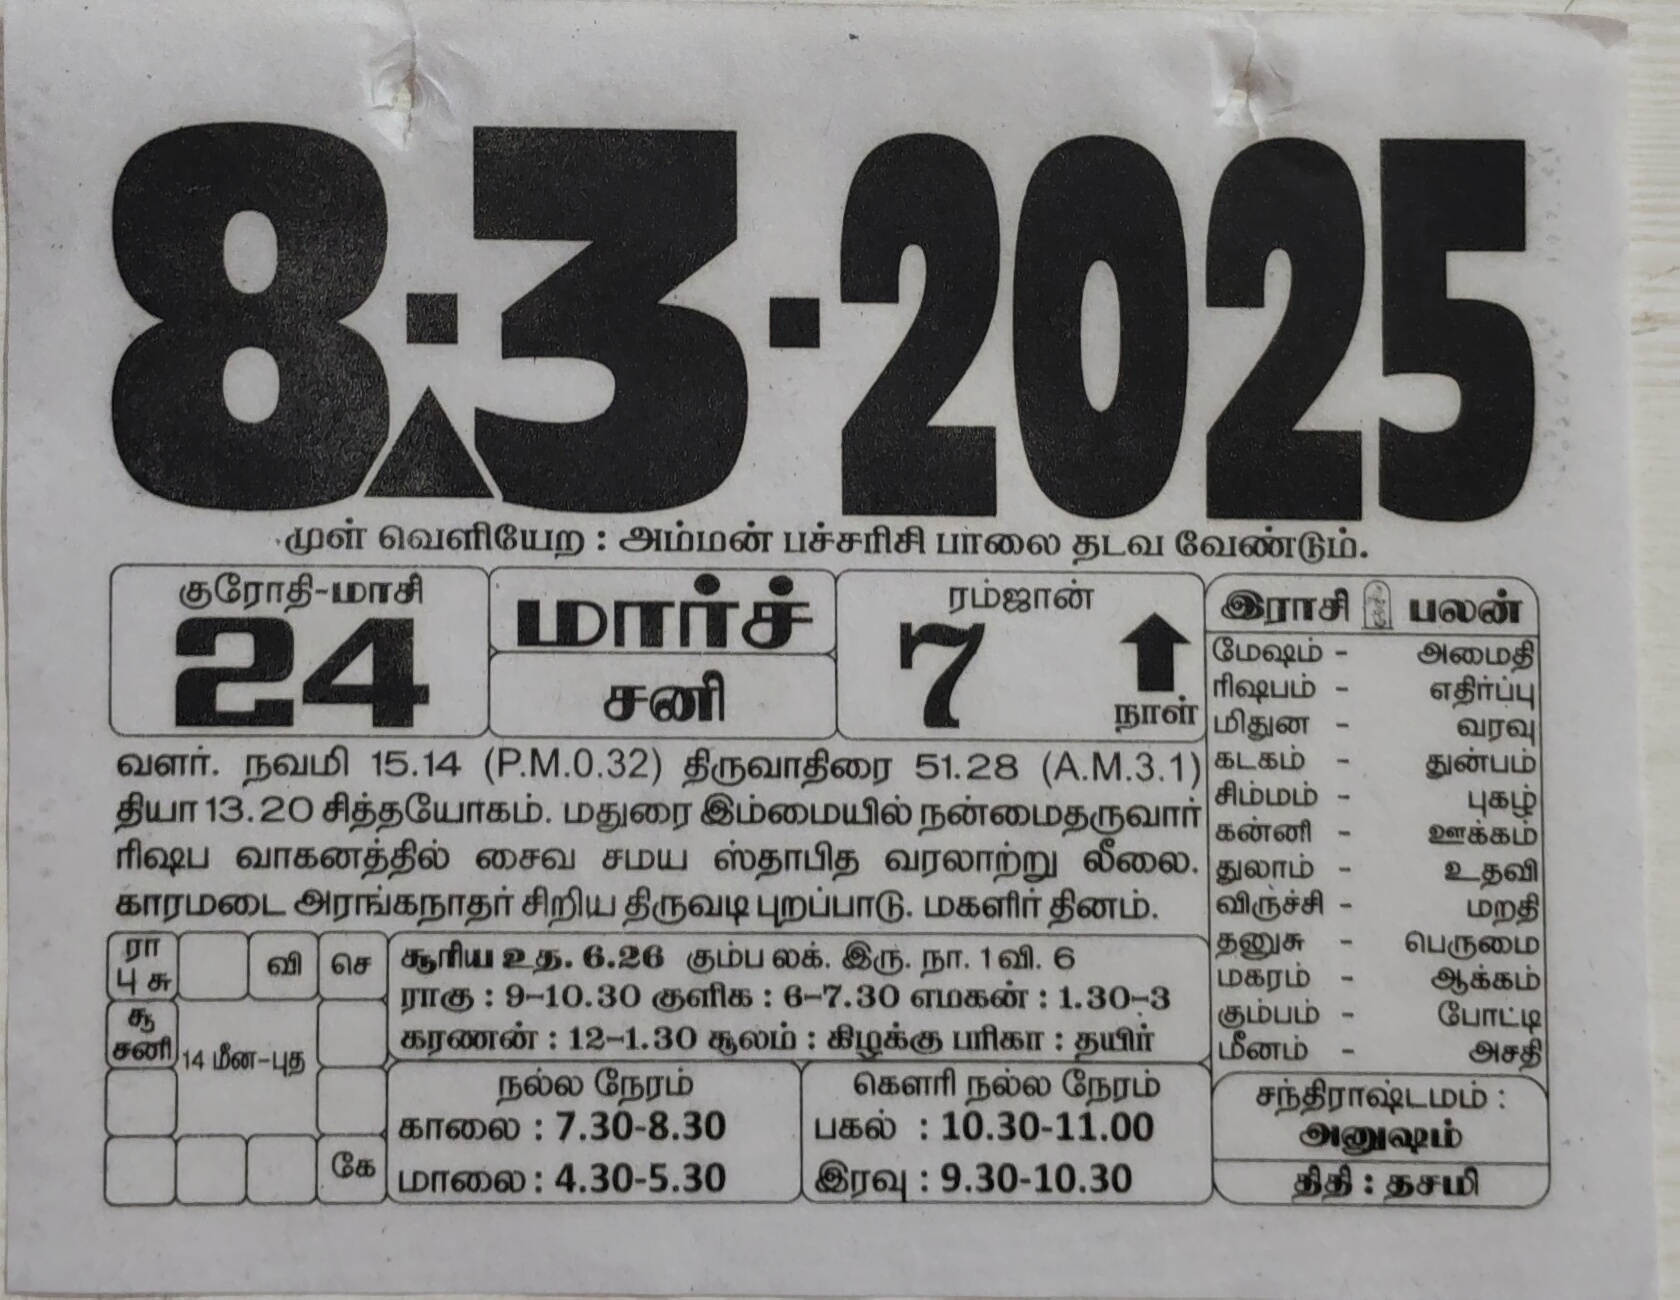 8.3.2025
முள் வெளியேற : அம்மன் பச்சரிசி பாலை தடவ வேண்டும்.
குரோதி-மாசி
24
மார்ச்
சனி
ரம்ஜான்
7
நாள்
வளர். நவமி 15.14 (P.M.0.32) திருவாதிரை 51.28 (A.M.3.1)
தியா 13.20 சித்தயோகம். மதுரை இம்மையில் நன்மைதருவார்
ரிஷப வாகனத்தில் சைவ சமய ஸ்தாபித வரலாற்று லீலை.
காரமடை அரங்கநாதர் சிறிய திருவடி புறப்பாடு. மகளிர் தினம்.
இராசி பலன்
மேஷம் - அமைதி
ரிஷபம் - எதிர்ப்பு
மிதுன - வரவு
கடகம் - துன்பம்
சிம்மம் - புகழ்
கன்னி - ஊக்கம்
துலாம் - உதவி
விருச்சி - மறதி
தனுசு - பெருமை
மகரம் - ஆக்கம்
கும்பம் - போட்டி
மீனம் - அசதி
ரா
பு சு
வி
செ
சூ
சனி
14 மீன-புத
கே
சூரிய உத. 6.26 கும்ப லக். இரு. நா. 1 வி. 6
ராகு : 9-10.30 குளிக : 6-7.30 எமகன் : 1.30-3
கரணன் : 12-1.30 சூலம் : கிழக்கு பரிகா : தயிர்
நல்ல நேரம்
காலை : 7.30-8.30
மாலை : 4.30-5.30
கௌரி நல்ல நேரம்
பகல் : 10.30-11.00
இரவு : 9.30-10.30
சந்திராஷ்டமம் :
அனுஷம்
திதி : தசமி